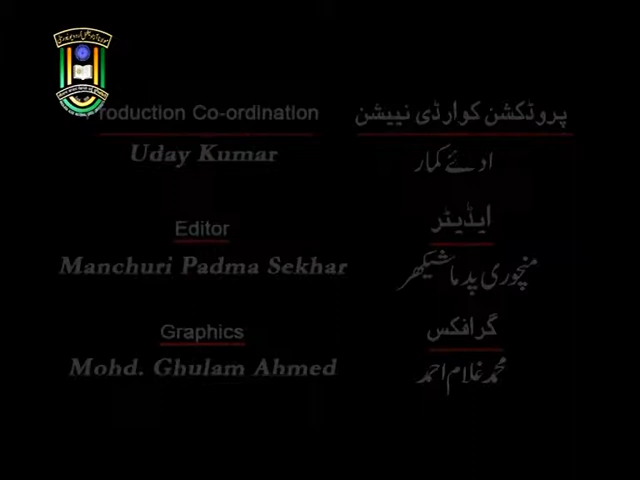 Production Co-ordination
پروڈکشن کوارڈی نییشن
Uday Kumar
ادئے کمار
Editor
ایڈیٹر
Manchuri Padma Sekhar
منچوری پدما شیکھر
Graphics
گرافکس
Mohd. Ghulam Ahmed
محمد غلام احمد